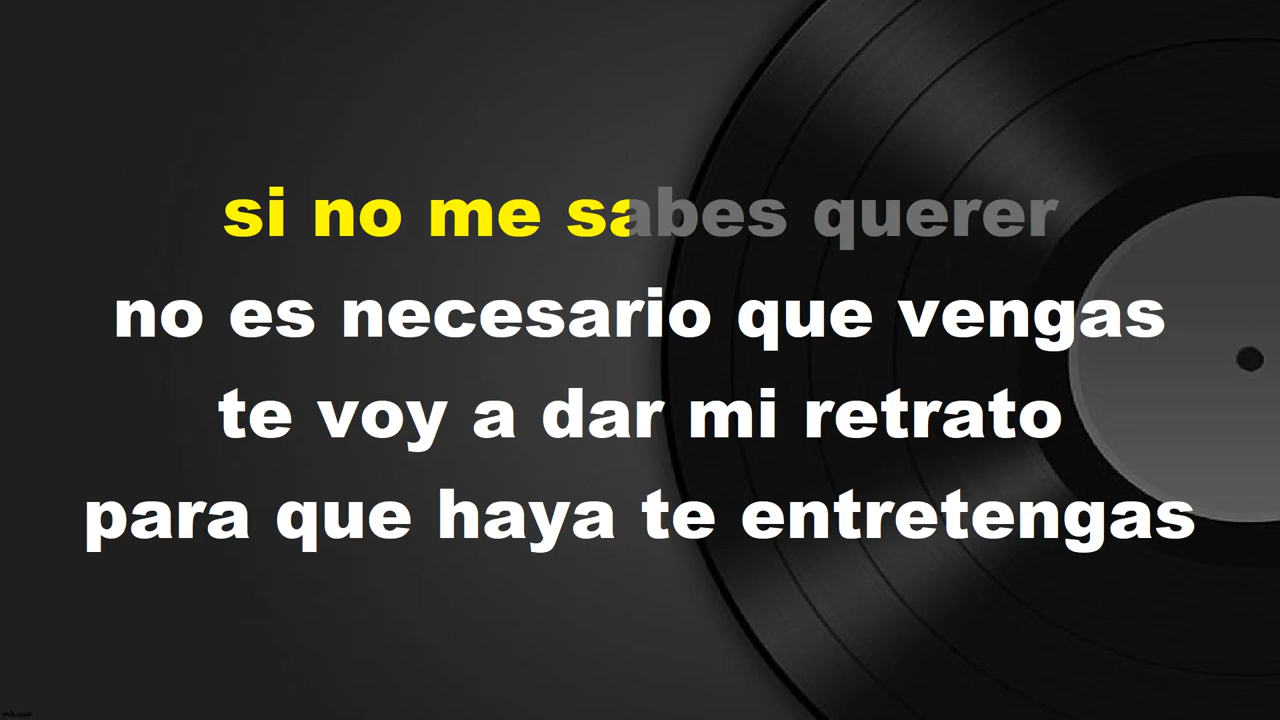 si no me sabes querer
no es necesario que vengas
te voy a dar mi retrato
para que haya te entretengas